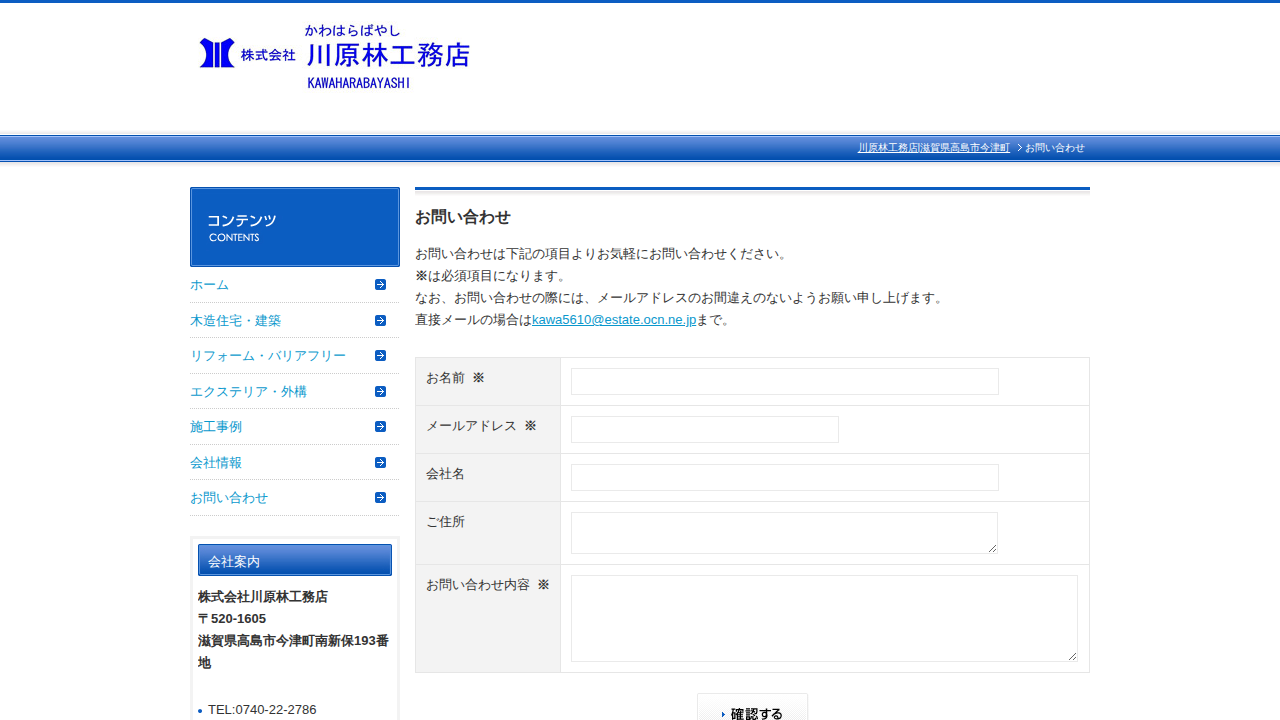 かわはらばやし
株式会社 川原林工務店
KAWAHARABAYASHI
川原林工務店|滋賀県高島市今津町 お問い合わせ
コンテンツ
CONTENTS
ホーム
木造住宅・建築
リフォーム・バリアフリー
エクステリア・外構
施工事例
会社情報
お問い合わせ
会社案内
株式会社川原林工務店
〒520-1605
滋賀県高島市今津町南新保193番
地
TEL:0740-22-2786
お問い合わせ
お問い合わせは下記の項目よりお気軽にお問い合わせください。
※は必須項目になります。
なお、お問い合わせの際には、メールアドレスのお間違えのないようお願い申し上げます。
直接メールの場合はkawa5610@estate.ocn.ne.jpまで。
お名前 ※
メールアドレス ※
会社名
ご住所
お問い合わせ内容 ※
確認する